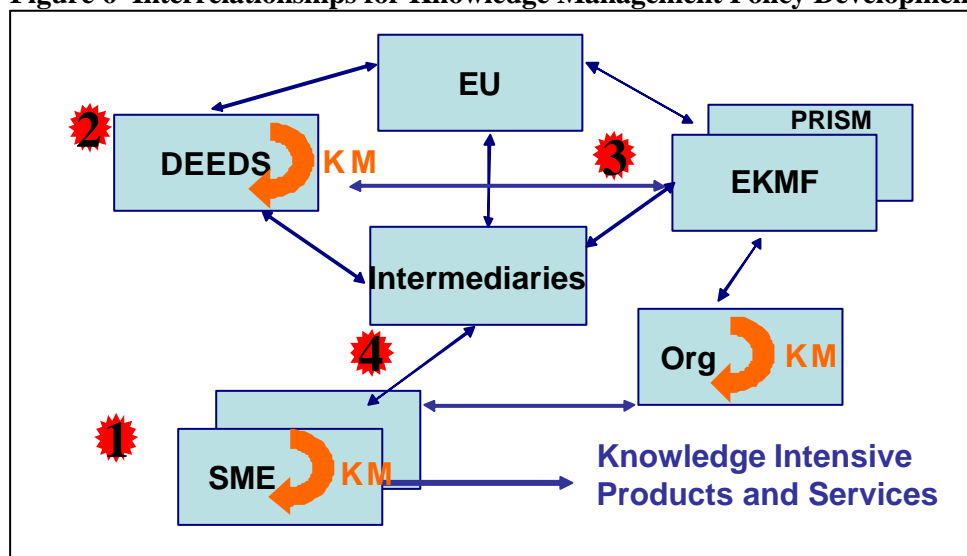 Figure 6 Interrelationships for Knowledge Management Policy Development
EU
2
DEEDS
KM
3
PRISM
EKMF
Intermediaries
4
Org
KM
1
SME
KM
Knowledge Intensive
Products and Services